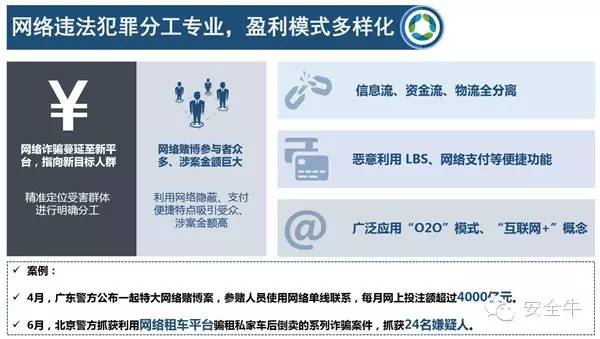 网络违法犯罪分工专业，盈利模式多样化
¥
网络诈骗蔓延至新平
台，指向新目标人群
精准定位受害群体
进行明确分工
网络赌博参与者众
多、涉案金额巨大
利用网络隐蔽、支付
便捷特点吸引受众、
涉案金额高
信息流、资金流、物流全分离
恶意利用 LBS、网络支付等便捷功能
@
广泛应用“O2O”模式、“互联网+”概念
✓ 案例：
✓ 4月，广东警方公布一起特大网络赌博案，参赌人员使用网络单线联系，每月网上投注额超过4000亿元。
✓ 6月，北京警方抓获利用网络租车平台骗租私家车后倒卖的系列诈骗案件，抓获24名嫌疑人。
安全牛